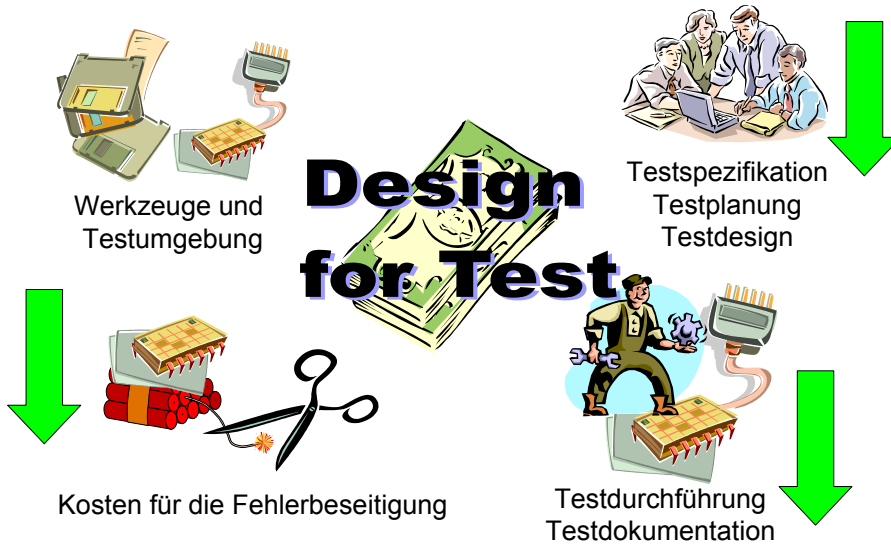 Werkzeuge und
Testumgebung
Design
for Test
Testspezifikation
Testplanung
Testdesign
Kosten für die Fehlerbeseitigung
Testdurchführung
Testdokumentation